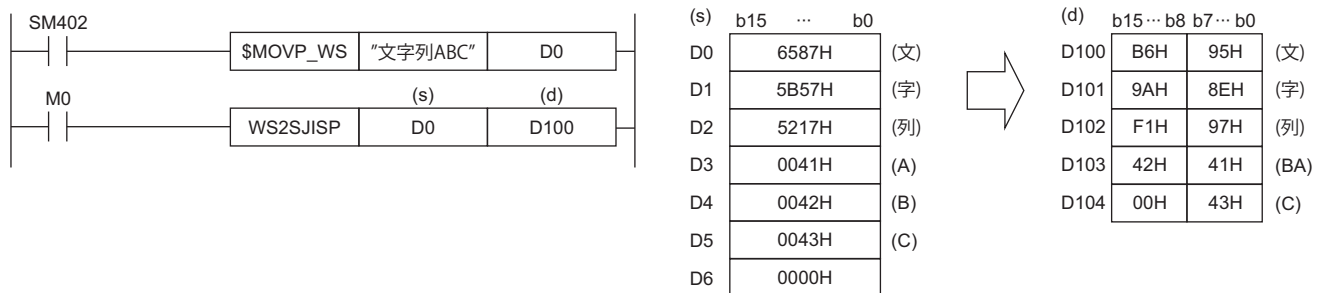 SM402
$MOVP_WS ″文字列ABC″ D0
M0
(s) (d)
WS2SJISP D0 D100
(s) b15 ··· b0
D0 6587H (文)
D1 5B57H (字)
D2 5217H (列)
D3 0041H (A)
D4 0042H (B)
D5 0043H (C)
D6 0000H
(d) b15 ··· b8 b7 ··· b0
D100 B6H 95H (文)
D101 9AH 8EH (字)
D102 F1H 97H (列)
D103 42H 41H (BA)
D104 00H 43H (C)